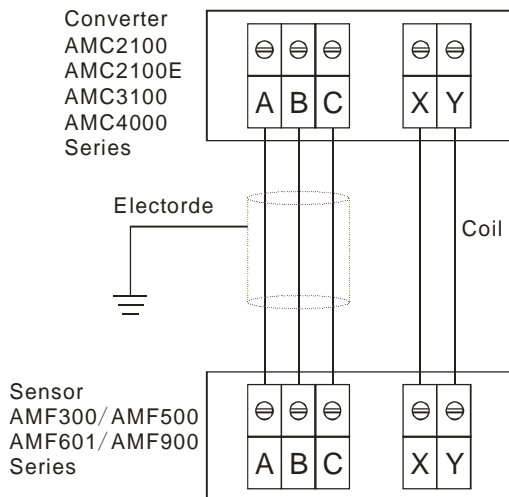 Converter
AMC2100
AMC2100E
AMC3100
AMC4000
Series
A B C X Y
Electorde
Coil
Sensor
AMF300/AMF500
AMF601/AMF900
Series
A B C X Y